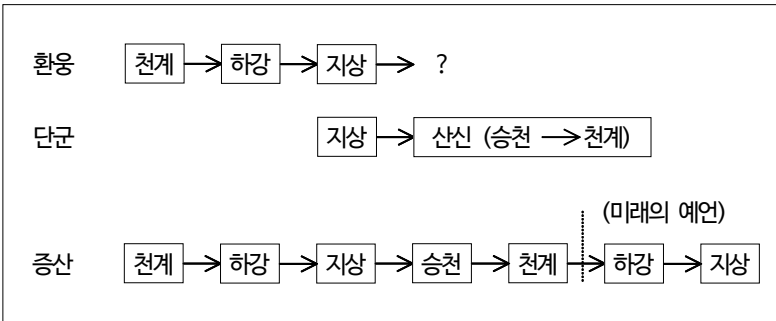 환웅 천계 → 하강 → 지상 → ?
단군 지상 → 산신 (승천 → 천계)
(미래의 예언)
증산 천계 → 하강 → 지상 → 승천 → 천계 → 하강 → 지상